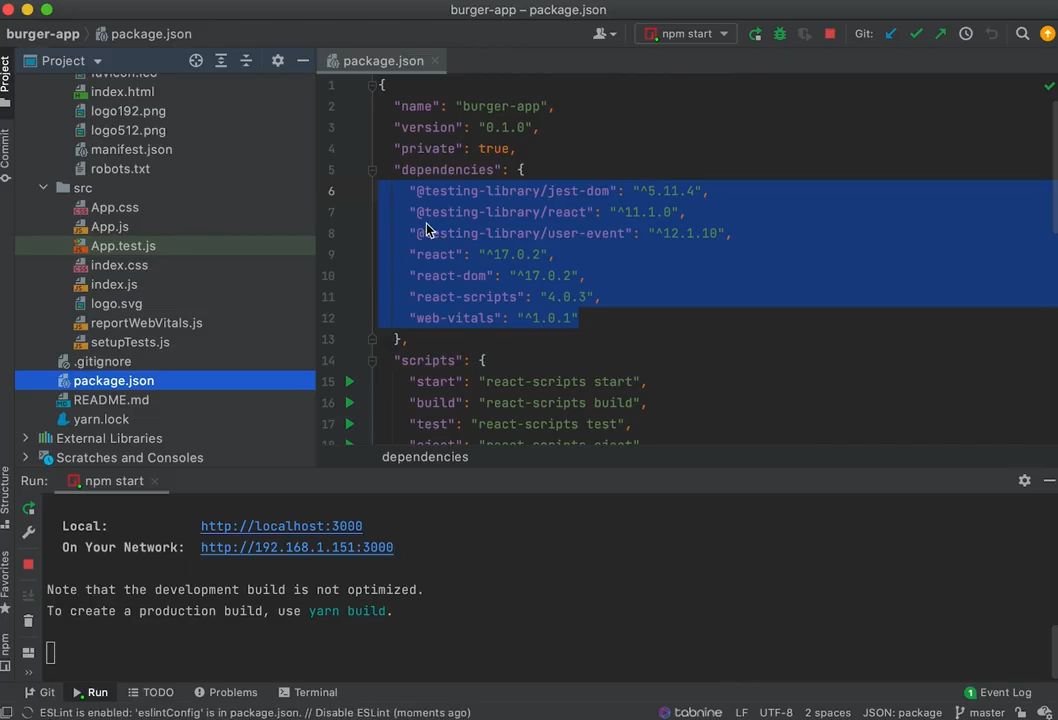 burger-app – package.json
burger-app
package.json
npm start
Git:
Project
Project
Commit
Structure
Favorites
npm
favicon.ico
index.html
logo192.png
logo512.png
manifest.json
robots.txt
src
App.css
App.js
App.test.js
index.css
index.js
logo.svg
reportWebVitals.js
setupTests.js
.gitignore
package.json
README.md
yarn.lock
External Libraries
Scratches and Consoles
package.json
1 {
2 "name": "burger-app",
3 "version": "0.1.0",
4 "private": true,
5 "dependencies": {
6 "@testing-library/jest-dom": "^5.11.4",
7 "@testing-library/react": "^11.1.0",
8 "@testing-library/user-event": "^12.1.10",
9 "react": "^17.0.2",
10 "react-dom": "^17.0.2",
11 "react-scripts": "4.0.3",
12 "web-vitals": "^1.0.1"
13 },
14 "scripts": {
15 "start": "react-scripts start",
16 "build": "react-scripts build",
17 "test": "react-scripts test",
18 "eject": "react-scripts eject"
dependencies
Run: npm start
Local: http://localhost:3000
On Your Network: http://192.168.1.151:3000
Note that the development build is not optimized.
To create a production build, use yarn build.
Git
Run
TODO
Problems
Terminal
1 Event Log
ESLint is enabled: 'eslintConfig' is in package.json. // Disable ESLint (moments ago)
tabnine
LF
UTF-8
2 spaces
JSON: package
master